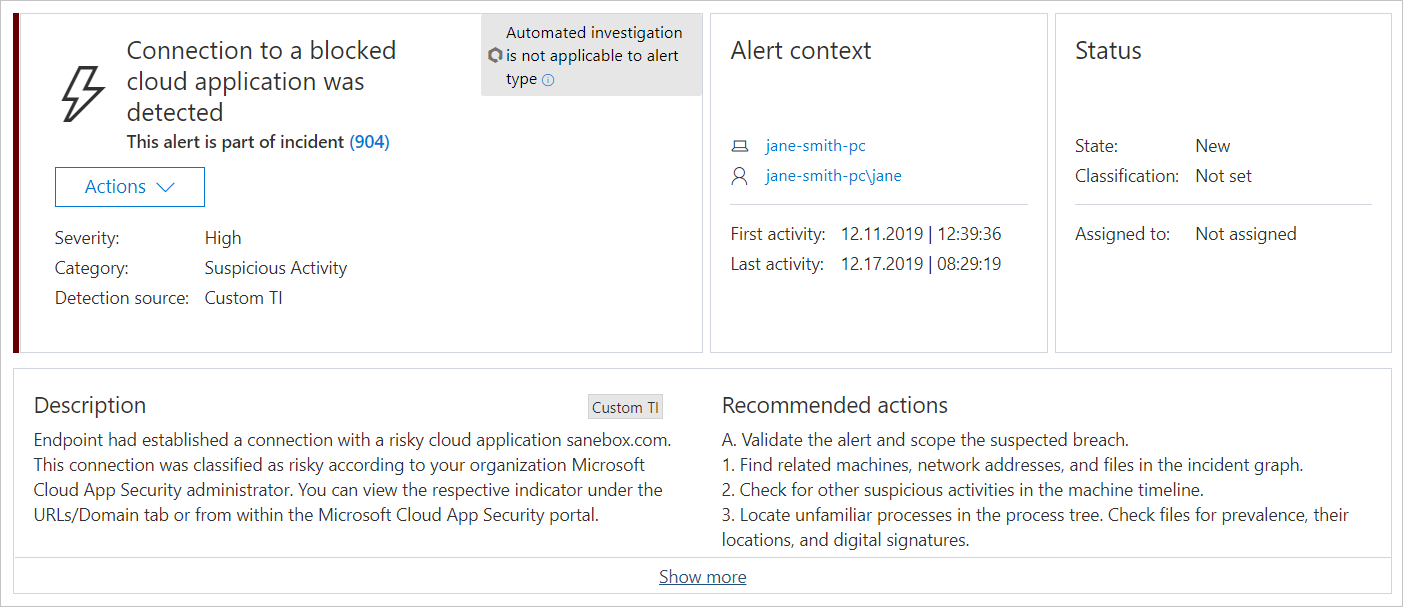 Connection to a blocked
cloud application was
detected
This alert is part of incident (904)
Automated investigation
is not applicable to alert
type
Actions
Severity: High
Category: Suspicious Activity
Detection source: Custom TI
Alert context
jane-smith-pc
jane-smith-pc\jane
First activity: 12.11.2019 | 12:39:36
Last activity: 12.17.2019 | 08:29:19
Status
State: New
Classification: Not set
Assigned to: Not assigned
Description
Custom TI
Endpoint had established a connection with a risky cloud application sanebox.com.
This connection was classified as risky according to your organization Microsoft
Cloud App Security administrator. You can view the respective indicator under the
URLs/Domain tab or from within the Microsoft Cloud App Security portal.
Recommended actions
A. Validate the alert and scope the suspected breach.
1. Find related machines, network addresses, and files in the incident graph.
2. Check for other suspicious activities in the machine timeline.
3. Locate unfamiliar processes in the process tree. Check files for prevalence, their
locations, and digital signatures.
Show more